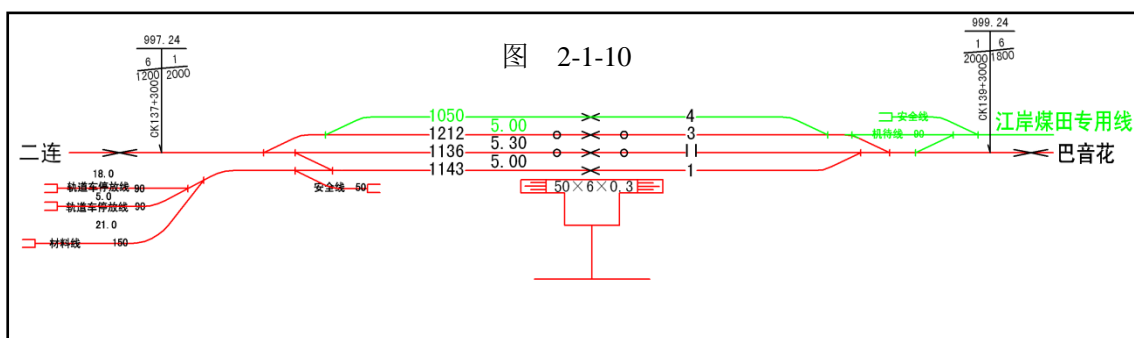 997.24
6 1
1200 2000
CK137+300
图 2-1-10
999.24
1 6
2000 1800
CK139+300
1050 4
5.00
安全线
江岸煤田专用线
1212 3
机待线 90
5.30
二连
1136 II
巴音花
5.00
1143 1
18.0
轨道车停放线 90
安全线 50
50×6×0.3
5.0
轨道车停放线 90
21.0
材料线 150